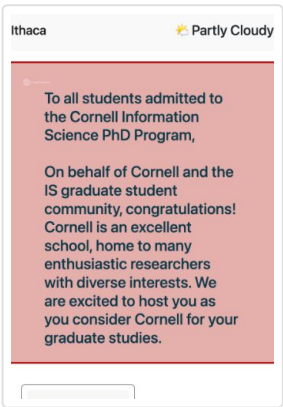 Ithaca
Partly Cloudy
To all students admitted to
the Cornell Information
Science PhD Program,
On behalf of Cornell and the
IS graduate student
community, congratulations!
Cornell is an excellent
school, home to many
enthusiastic researchers
with diverse interests. We
are excited to host you as
you consider Cornell for your
graduate studies.